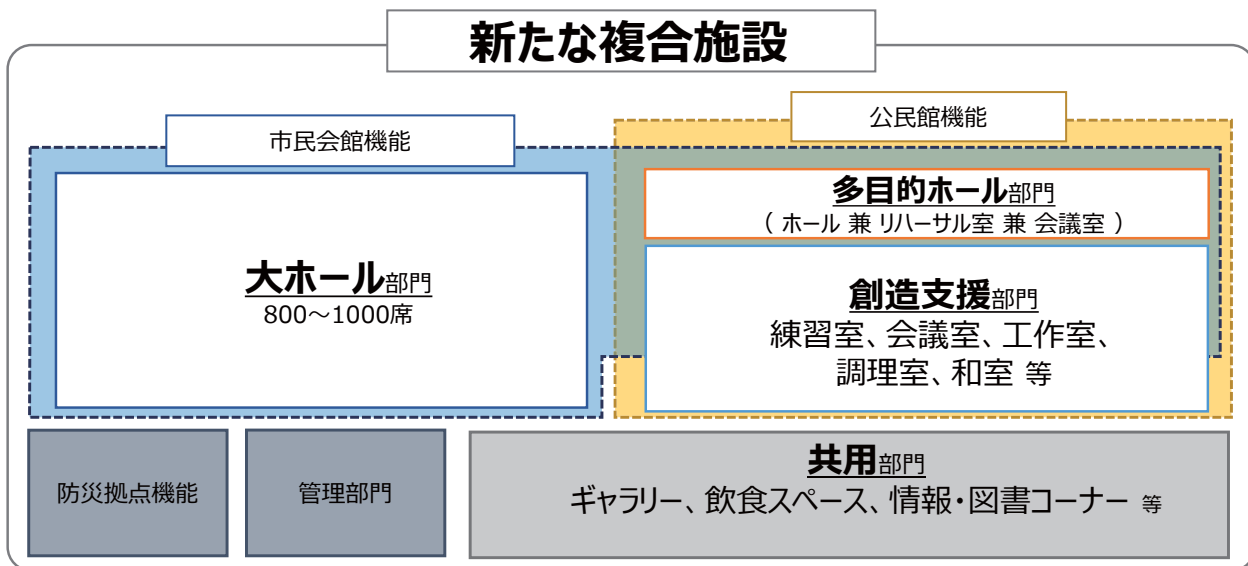 新たな複合施設
市民会館機能
公民館機能
大ホール部門
800～1000席
多目的ホール部門
（ ホール 兼 リハーサル室 兼 会議室 ）
創造支援部門
練習室、会議室、工作室、
調理室、和室 等
防災拠点機能
管理部門
共用部門
ギャラリー、飲食スペース、情報・図書コーナー 等